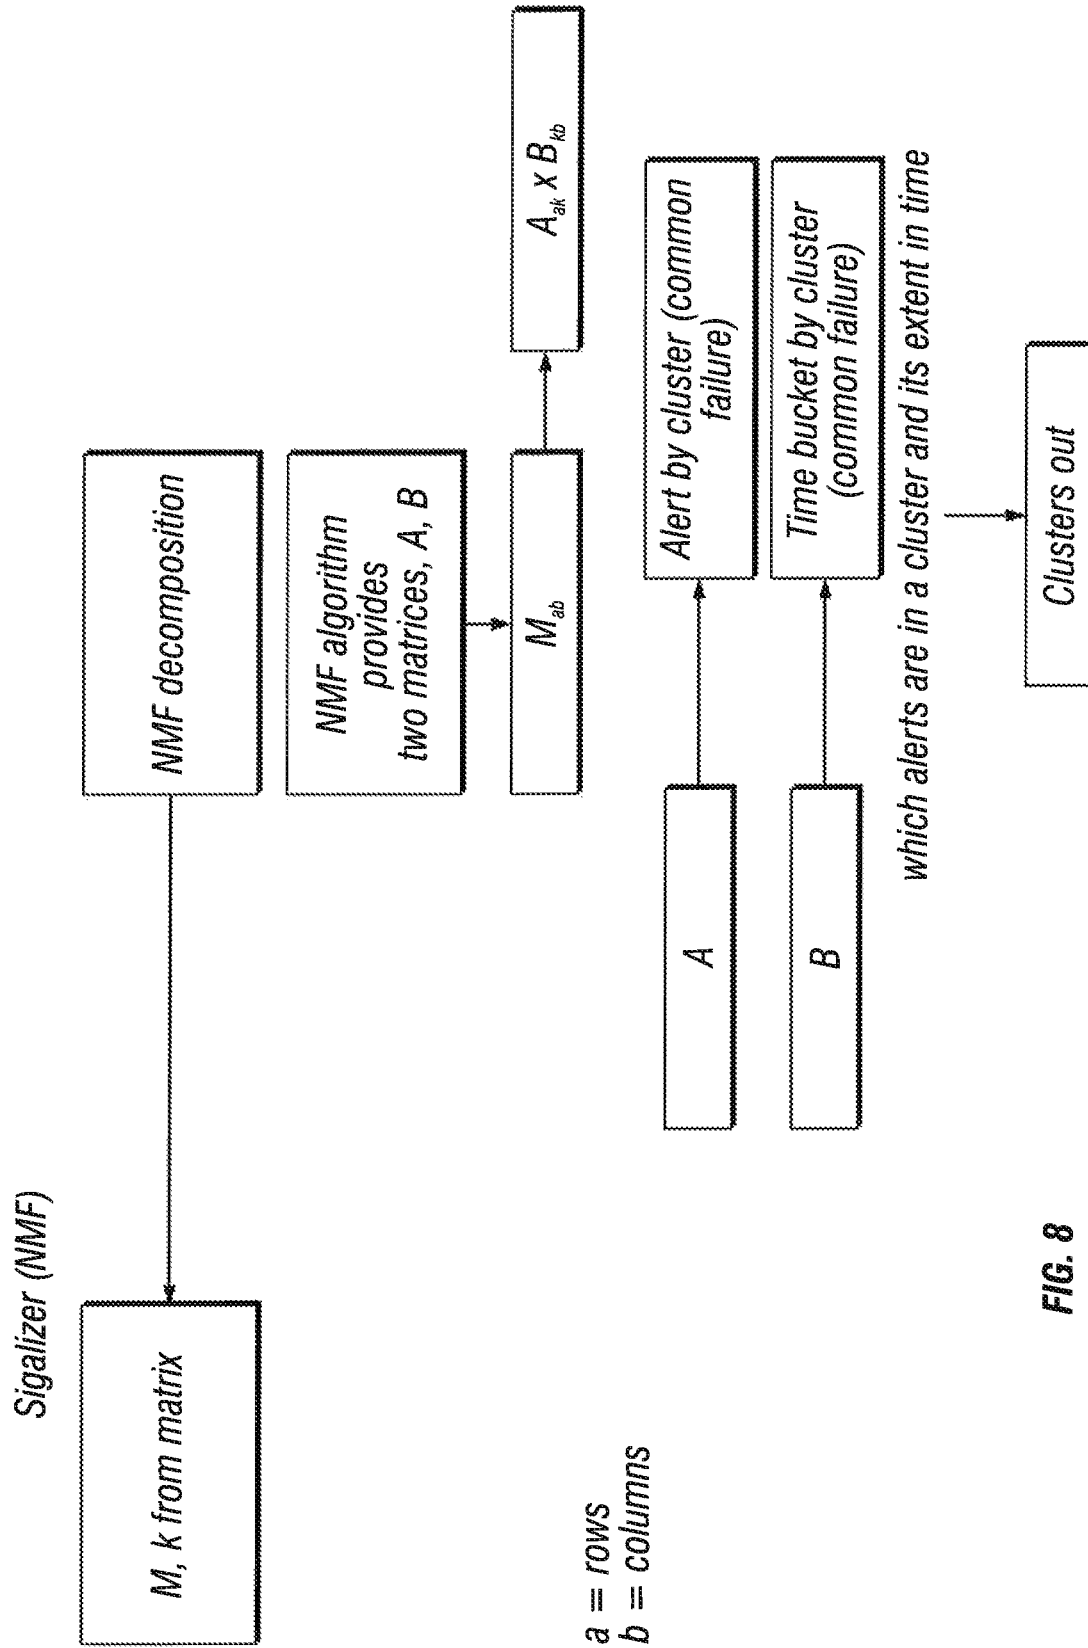 Sigalizer (NMF)
M, k from matrix
NMF decomposition
NMF algorithm
provides
two matrices, A, B
M_ab
A_ak x B_kb
a = rows
b = columns
A
Alert by cluster (common
failure)
B
Time bucket by cluster
(common failure)
which alerts are in a cluster and its extent in time
Clusters out
FIG. 8